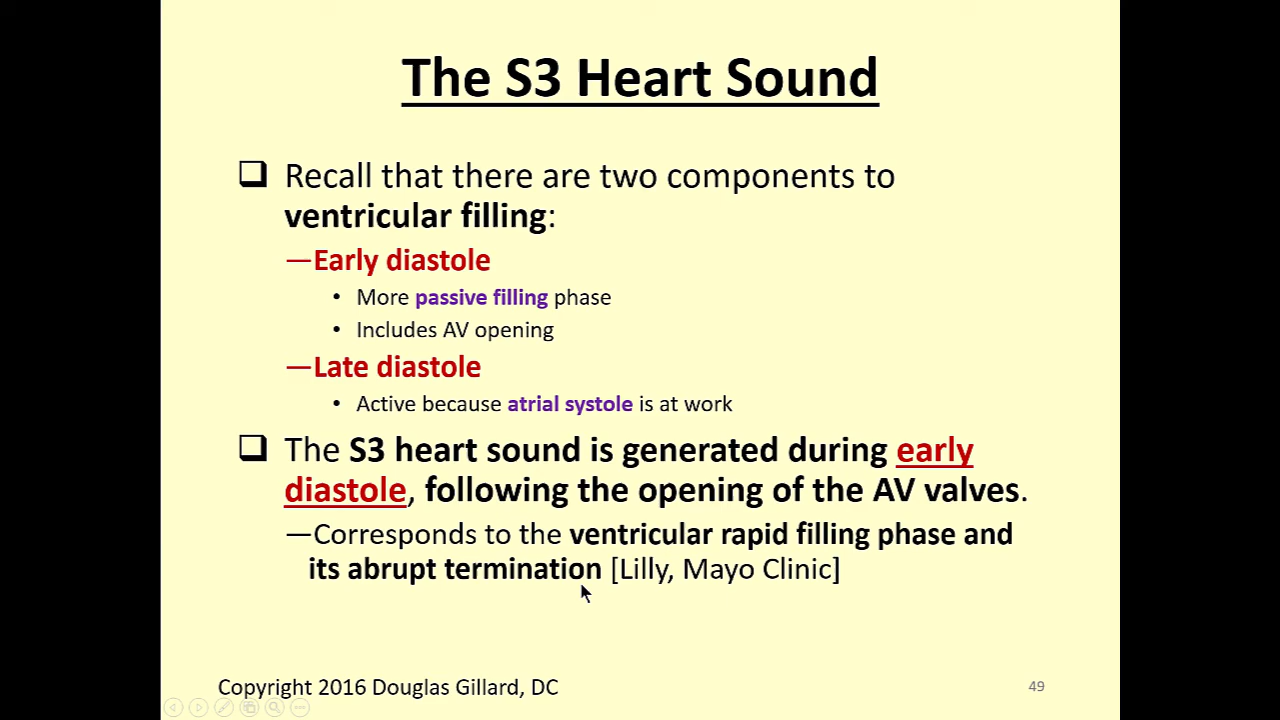 The S3 Heart Sound
❑ Recall that there are two components to
ventricular filling:
—Early diastole
• More passive filling phase
• Includes AV opening
—Late diastole
• Active because atrial systole is at work
❑ The S3 heart sound is generated during early
diastole, following the opening of the AV valves.
—Corresponds to the ventricular rapid filling phase and
its abrupt termination [Lilly, Mayo Clinic]
Copyright 2016 Douglas Gillard, DC
49